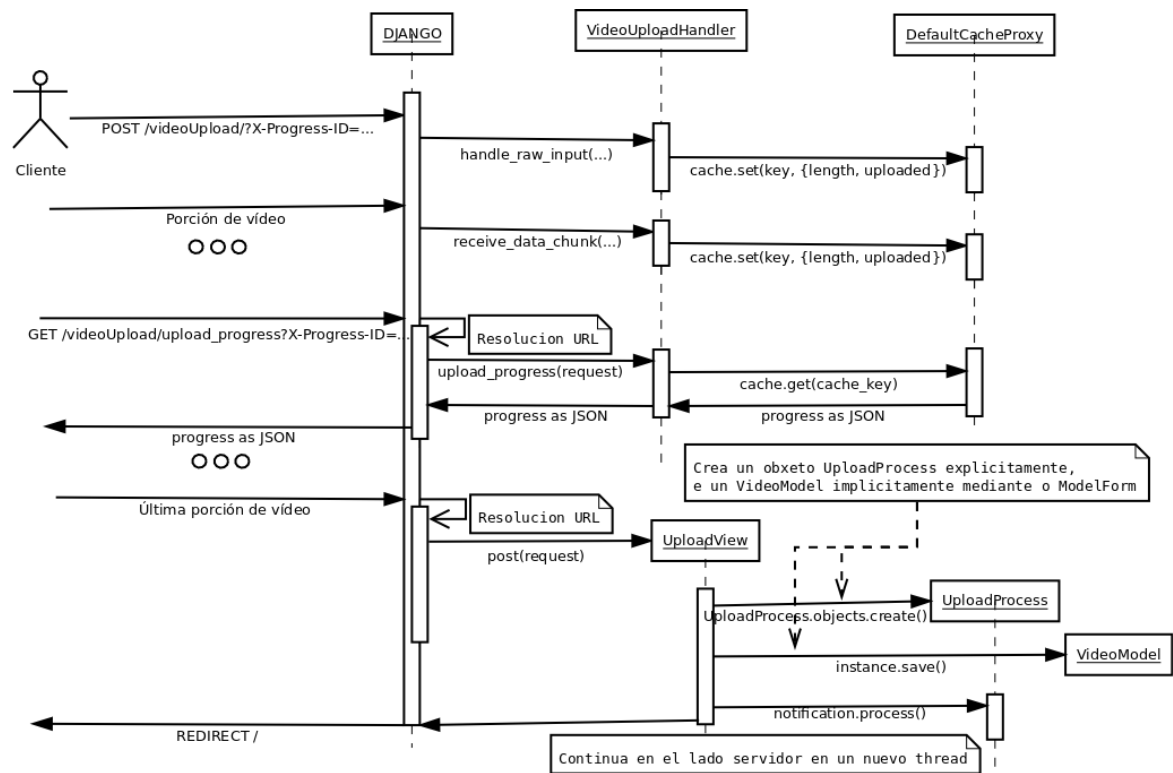 DJANGO
VideoUploadHandler
DefaultCacheProxy
Cliente
POST /videoUpload/?X-Progress-ID=...
handle_raw_input(...)
cache.set(key, {length, uploaded})
Porción de vídeo
receive_data_chunk(...)
cache.set(key, {length, uploaded})
GET /videoUpload/upload_progress?X-Progress-ID=...
Resolucion URL
upload_progress(request)
cache.get(cache_key)
progress as JSON
progress as JSON
progress as JSON
Crea un obxeto UploadProcess explicitamente,
e un VideoModel implicitamente mediante o ModelForm
Última porción de vídeo
Resolucion URL
post(request)
UploadView
UploadProcess.objects.create()
UploadProcess
instance.save()
VideoModel
notification.process()
REDIRECT /
Continua en el lado servidor en un nuevo thread